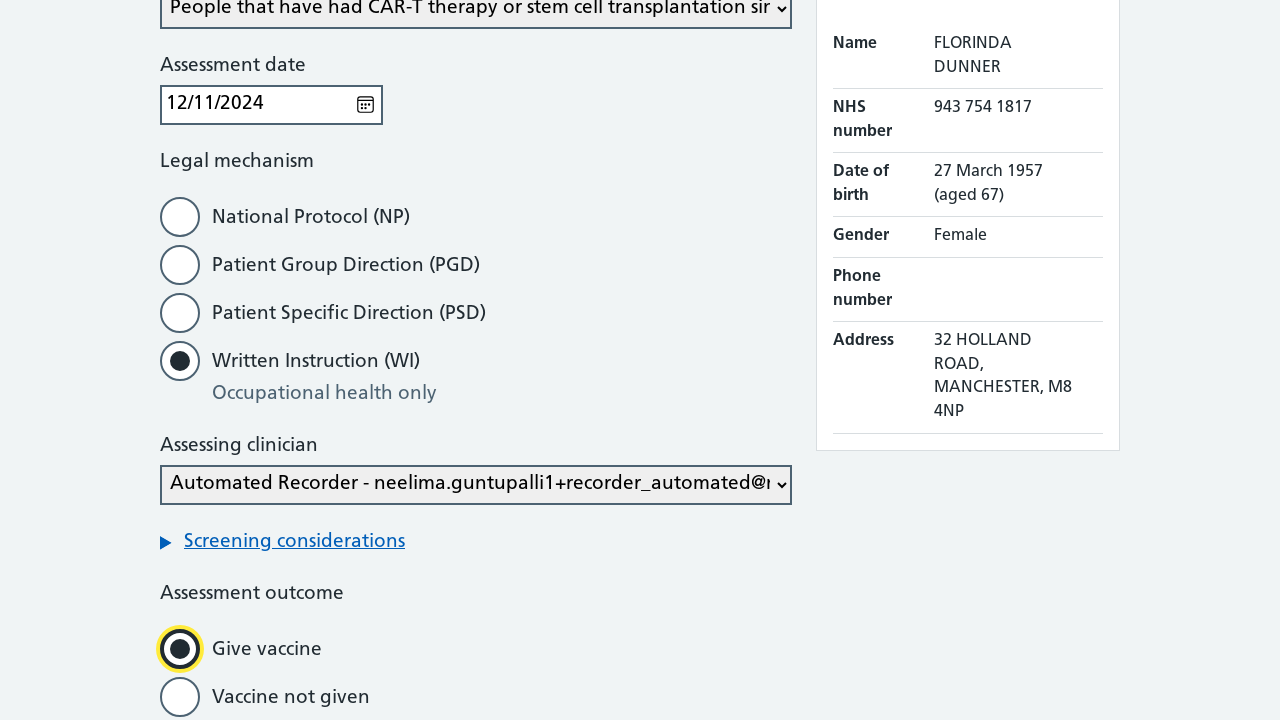 People that have had CAR-T therapy or stem cell transplantation sin
Assessment date
12/11/2024
Legal mechanism
National Protocol (NP)
Patient Group Direction (PGD)
Patient Specific Direction (PSD)
Written Instruction (WI)
Occupational health only
Assessing clinician
Automated Recorder - neelima.guntupalli1+recorder_automated@n
Screening considerations
Assessment outcome
Give vaccine
Vaccine not given
Name
FLORINDA
DUNNER
NHS
number
943 754 1817
Date of
birth
27 March 1957
(aged 67)
Gender
Female
Phone
number
Address
32 HOLLAND
ROAD,
MANCHESTER, M8
4NP